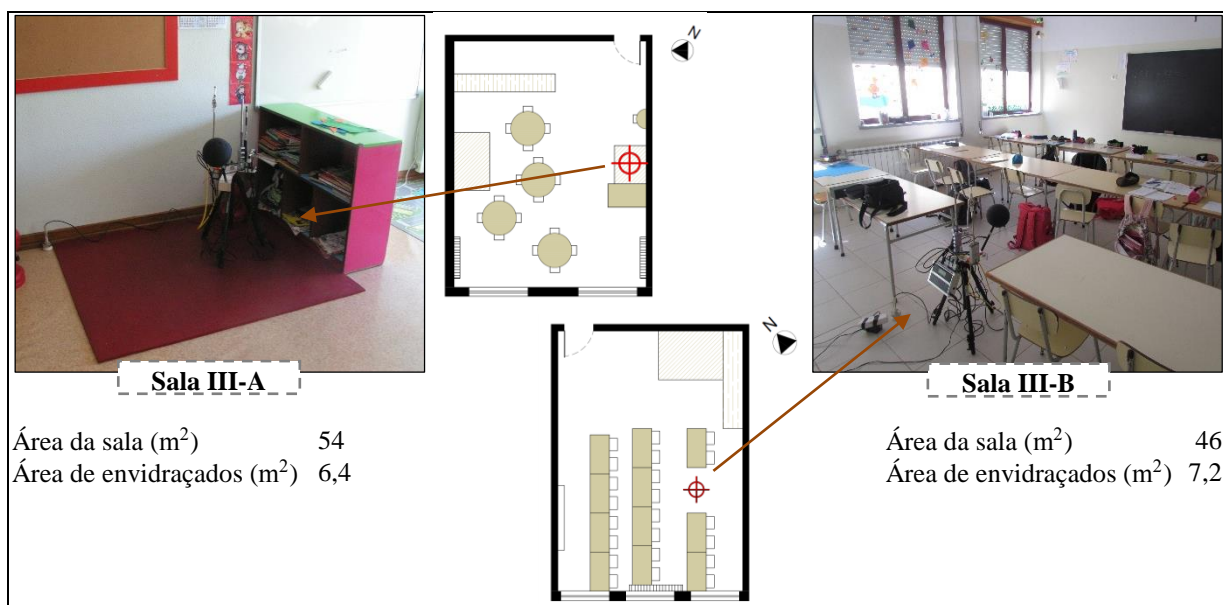 N
Sala III-A
Área da sala (m²) 54
Área de envidraçados (m²) 6,4
N
Sala III-B
Área da sala (m²) 46
Área de envidraçados (m²) 7,2